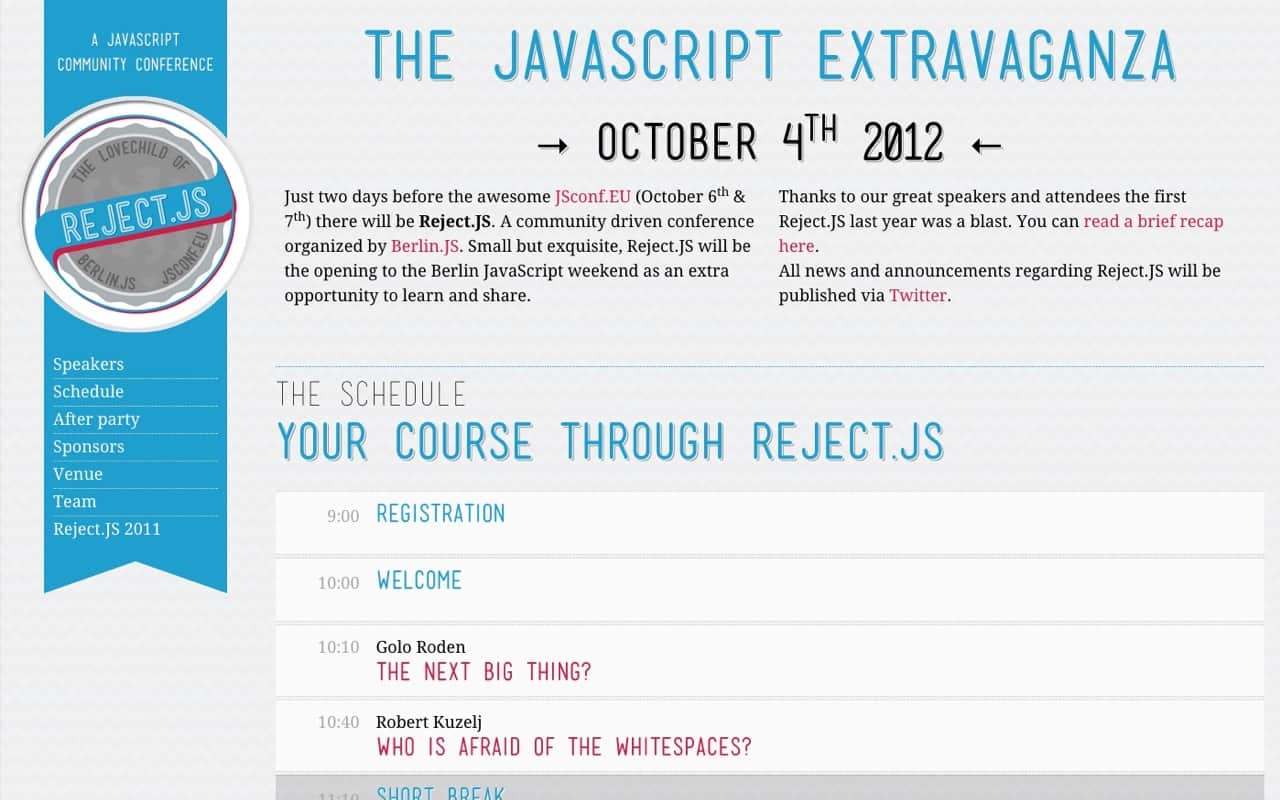 A JAVASCRIPT
COMMUNITY CONFERENCE
THE LOVECHILD OF
REJECT.JS
BERLIN.JS JSCONF.EU
Speakers
Schedule
After party
Sponsors
Venue
Team
Reject.JS 2011
THE JAVASCRIPT EXTRAVAGANZA
→ OCTOBER 4TH 2012 ←
Just two days before the awesome JSconf.EU (October 6th &
7th) there will be Reject.JS. A community driven conference
organized by Berlin.JS. Small but exquisite, Reject.JS will be
the opening to the Berlin JavaScript weekend as an extra
opportunity to learn and share.
Thanks to our great speakers and attendees the first
Reject.JS last year was a blast. You can read a brief recap
here.
All news and announcements regarding Reject.JS will be
published via Twitter.
THE SCHEDULE
YOUR COURSE THROUGH REJECT.JS
9:00 REGISTRATION
10:00 WELCOME
10:10 Golo Roden
THE NEXT BIG THING?
10:40 Robert Kuzelj
WHO IS AFRAID OF THE WHITESPACES?
11:10 SHORT BREAK